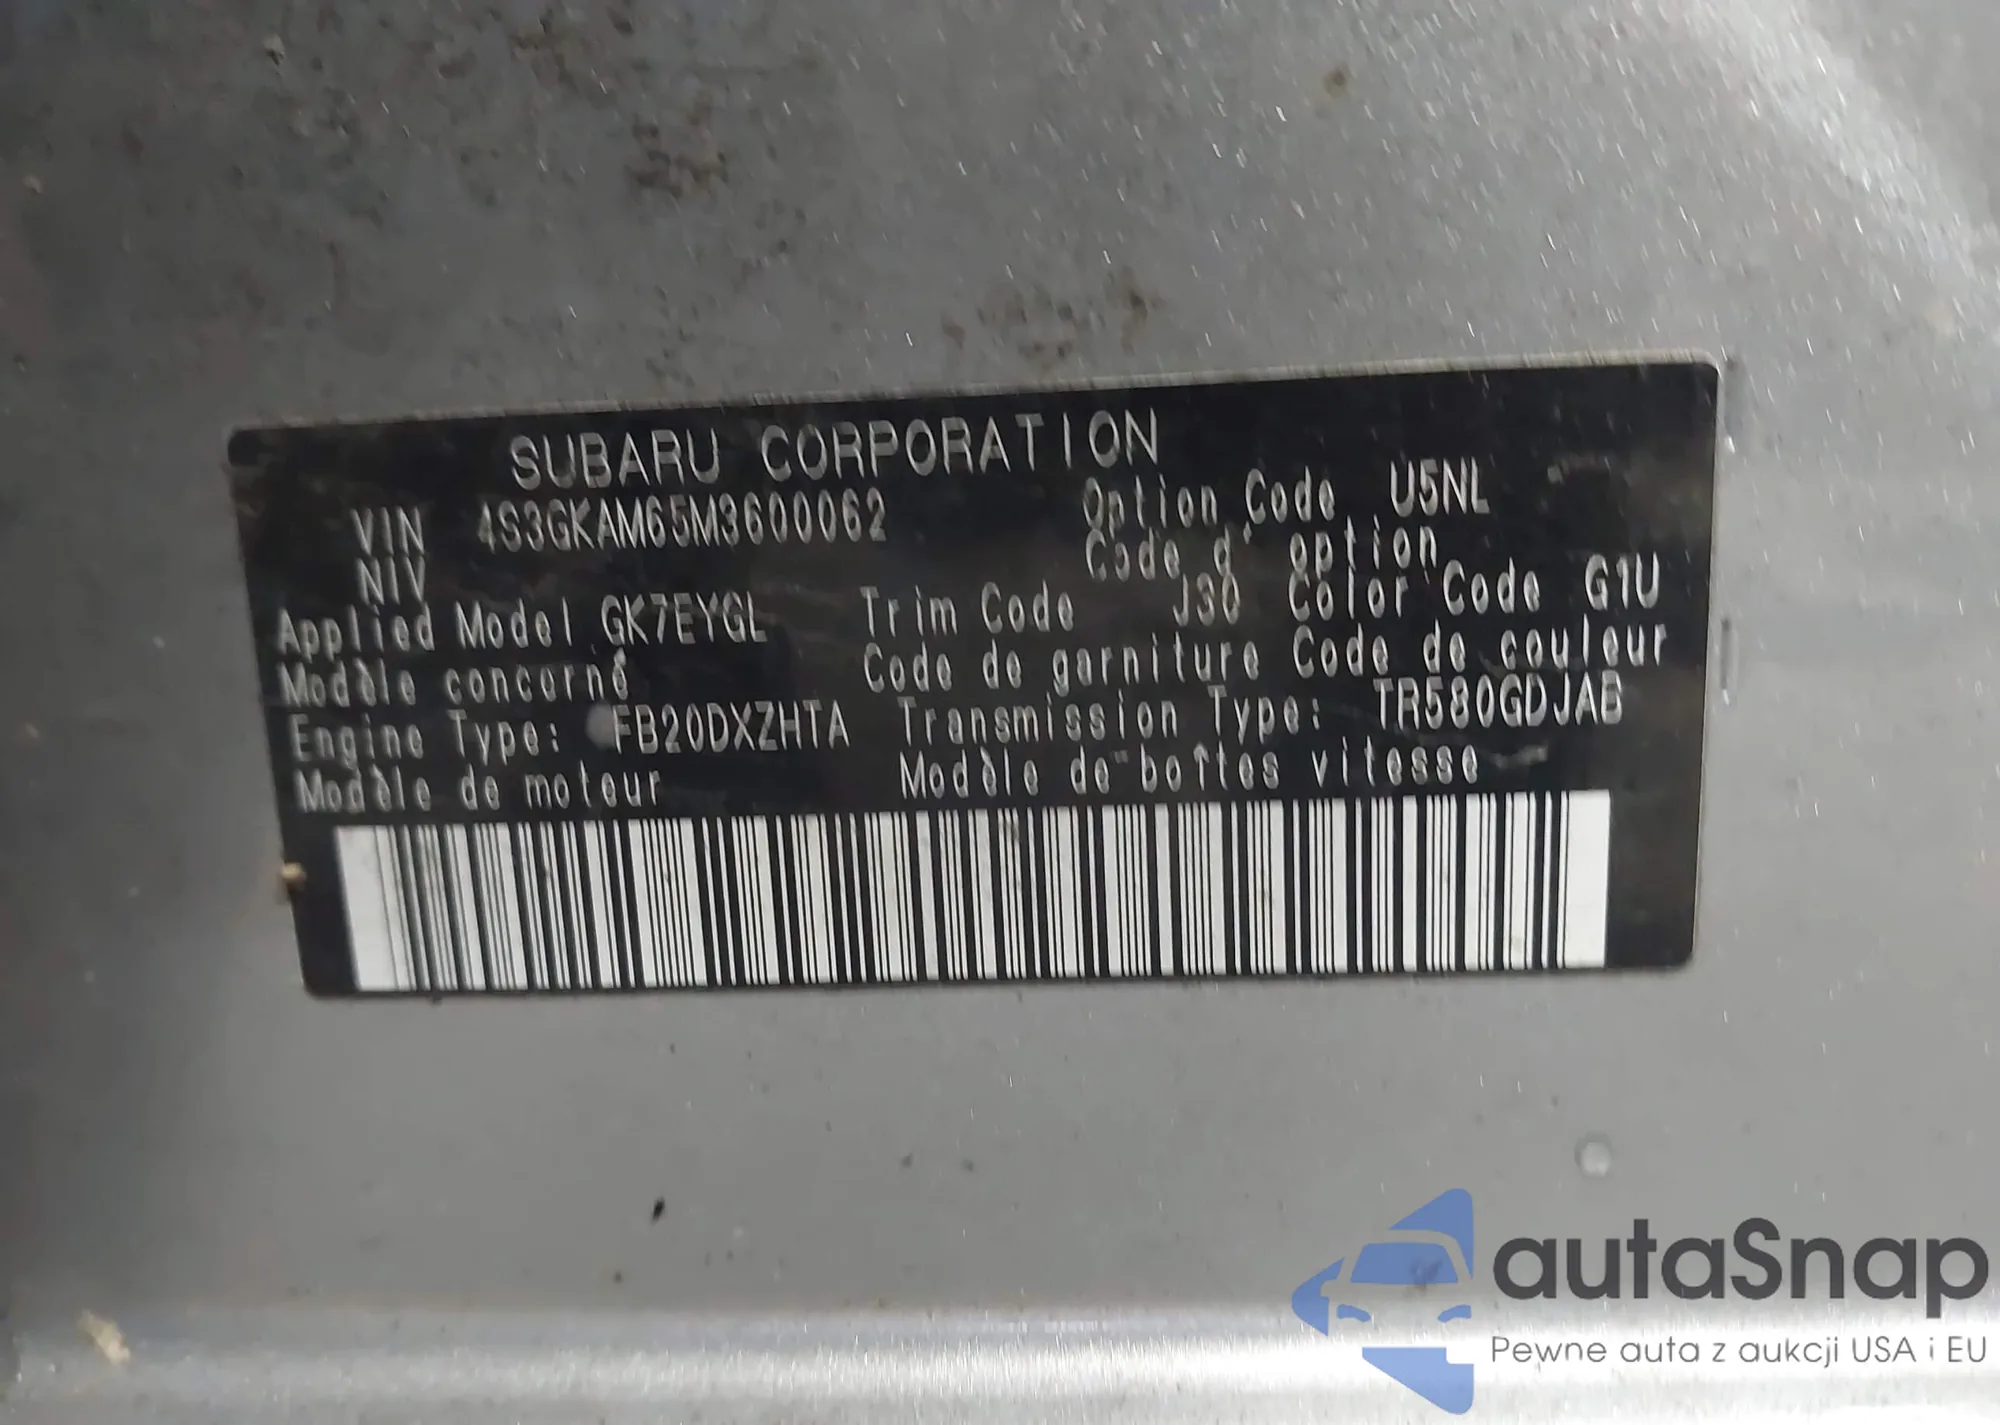 SUBARU CORPORATION
VIN 4S3GKAM65M3600062 Option Code U5NL
NIV Code d'option
Applied Model GK7EYGL Trim Code J30 Color Code G1U
Modèle concerné Code de garniture Code de couleur
Engine Type: FB20DXZHTA Transmission Type: TR580GDJAB
Modèle de moteur Modèle de boîtes vitesse
autaSnap
Pewne auta z aukcji USA i EU